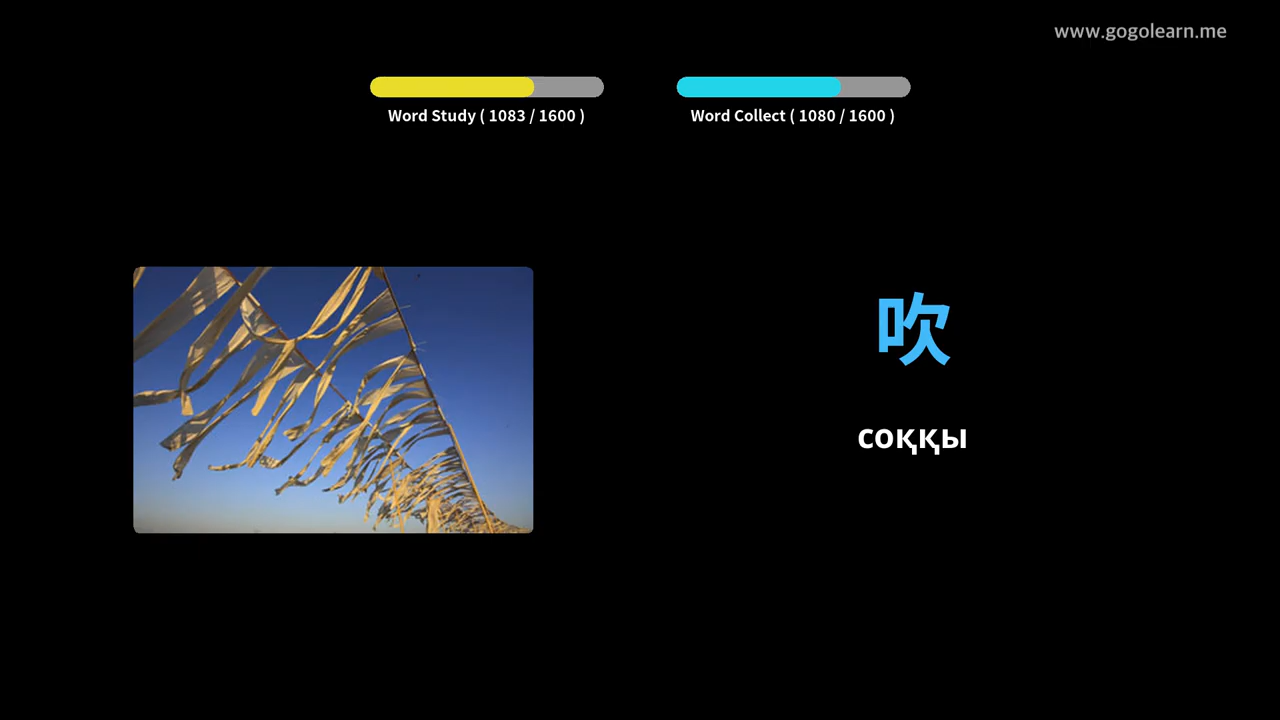 www.gogolearn.me
Word Study ( 1083 / 1600 )
Word Collect ( 1080 / 1600 )
吹
соққы